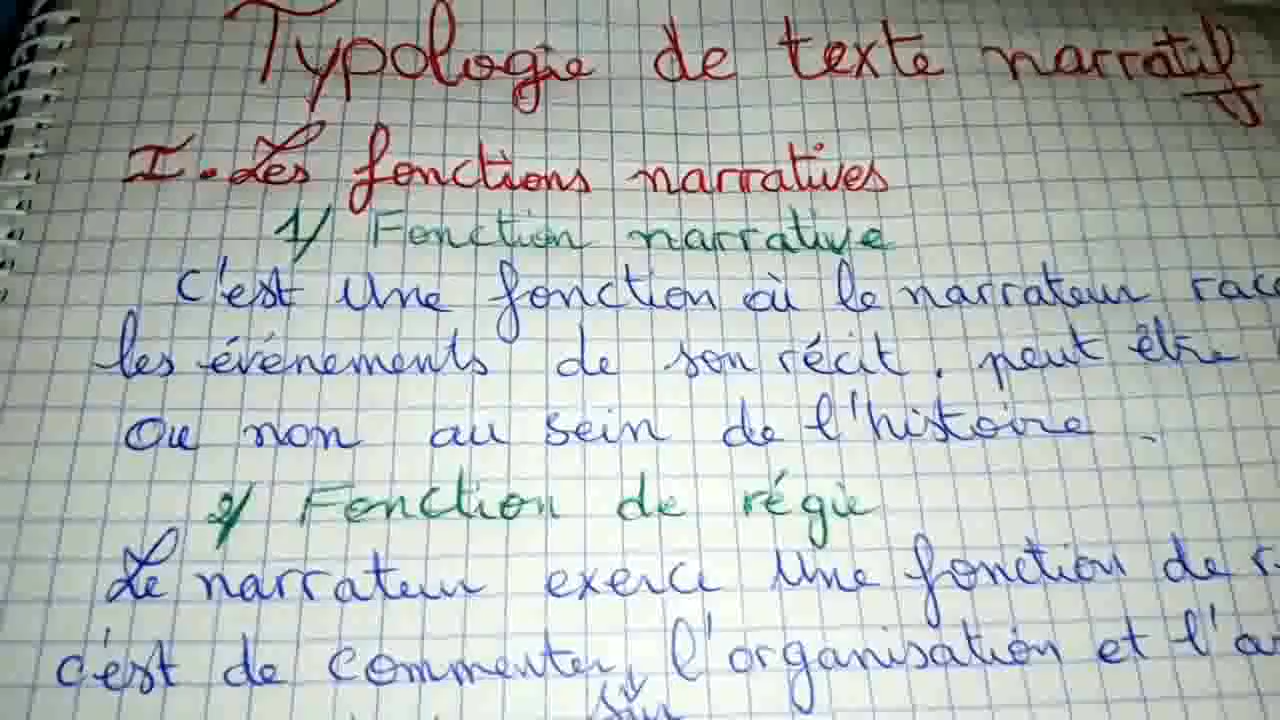 Typologie de texte narratif
I. Les fonctions narratives
1/ Fonction narrative
C'est une fonction où le narrateur rac
les événements de son récit. peut être
Ou non au sein de l'histoire.
2/ Fonction de régie
Le narrateur exerce une fonction de r
c'est de commenter l'organisation et l'a
sur